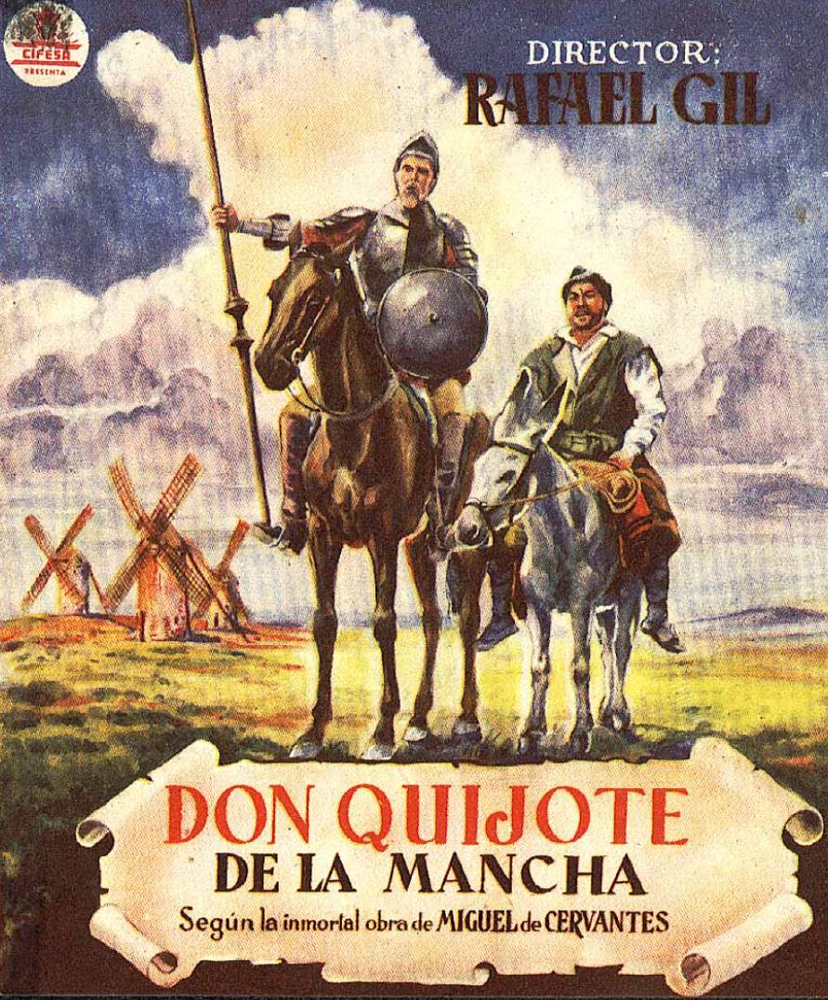 CIFESA
PRESENTA
DIRECTOR:
RAFAEL GIL
DON QUIJOTE
DE LA MANCHA
Según la inmortal obra de MIGUEL de CERVANTES